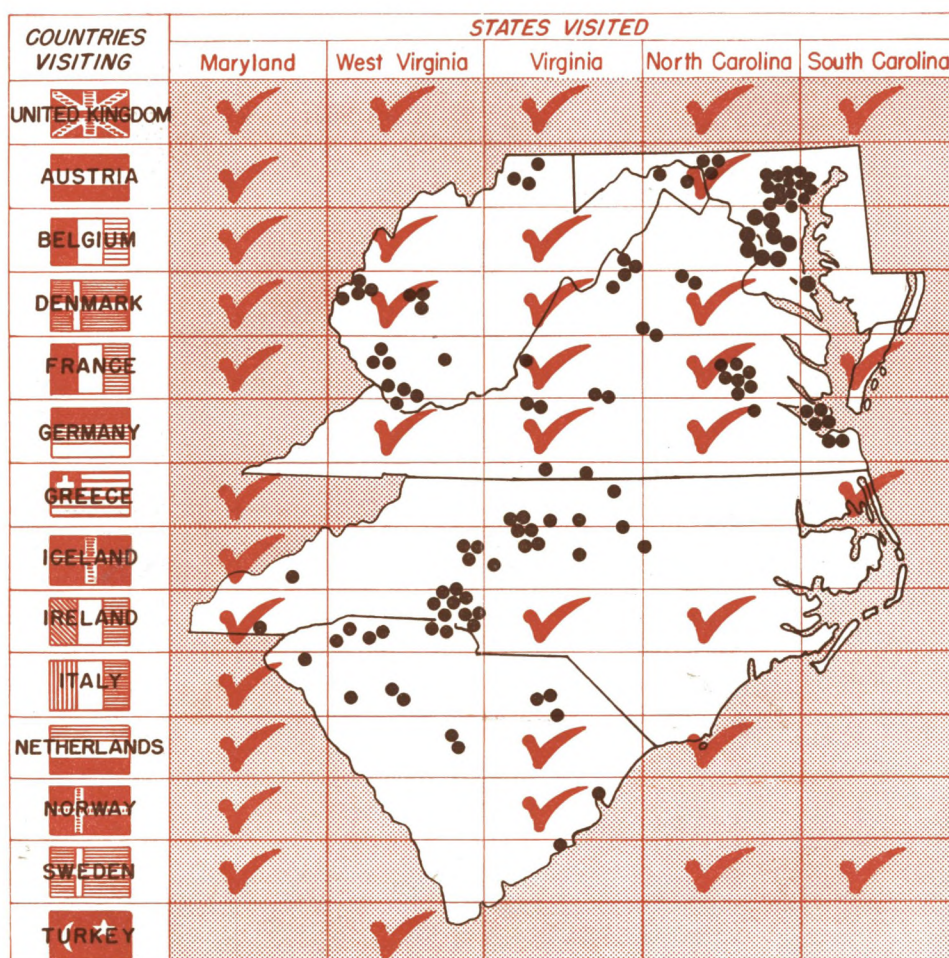 COUNTRIES
VISITING
STATES VISITED
Maryland West Virginia Virginia North Carolina South Carolina
UNITED KINGDOM
AUSTRIA
BELGIUM
DENMARK
FRANCE
GERMANY
GREECE
ICELAND
IRELAND
ITALY
NETHERLANDS
NORWAY
SWEDEN
TURKEY